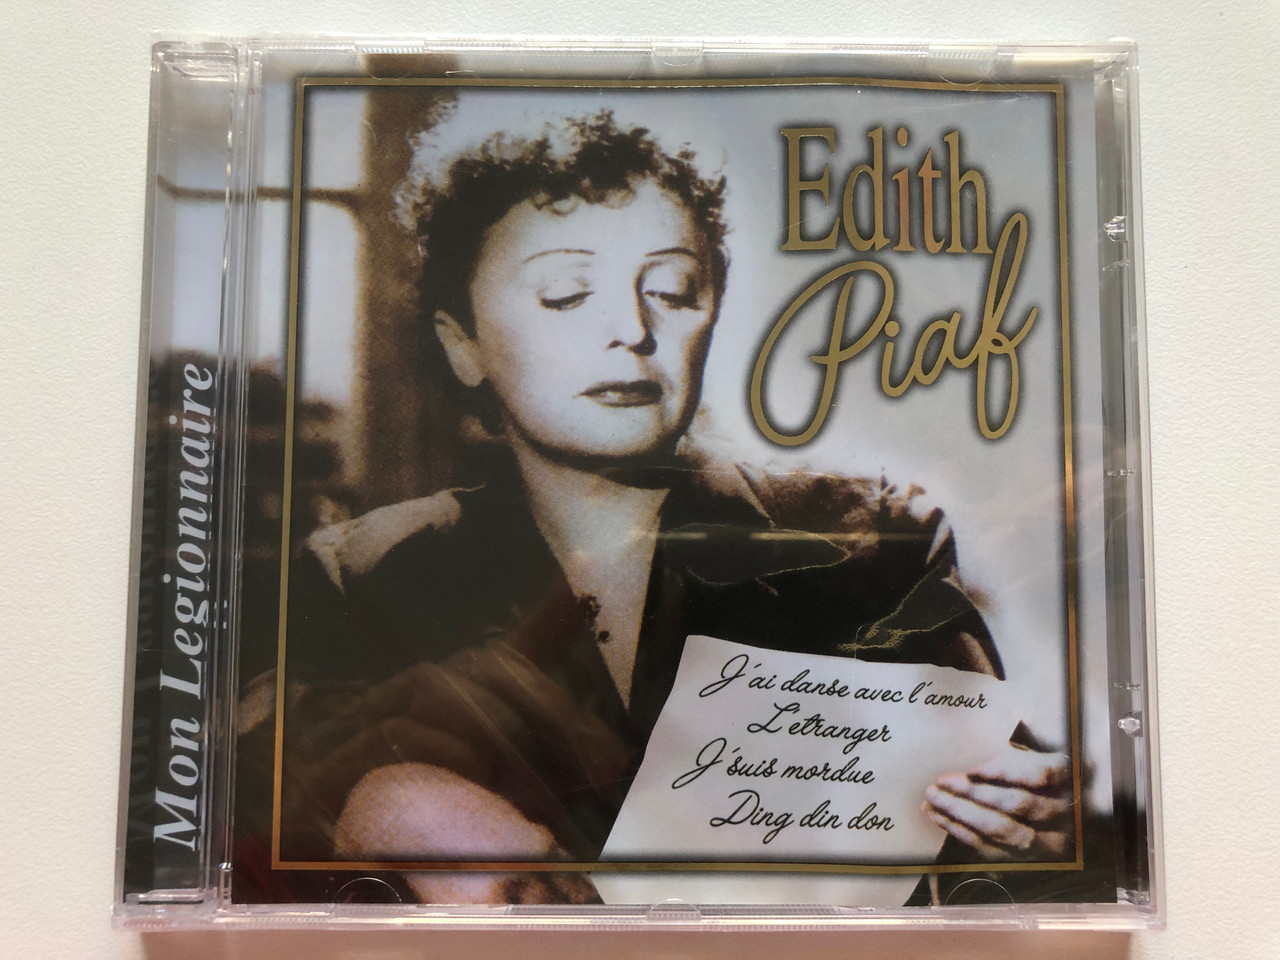 Edith
Piaf
J'ai danse avec l'amour
L'etranger
J'suis mordue
Ding din don
Mon Legionnaire